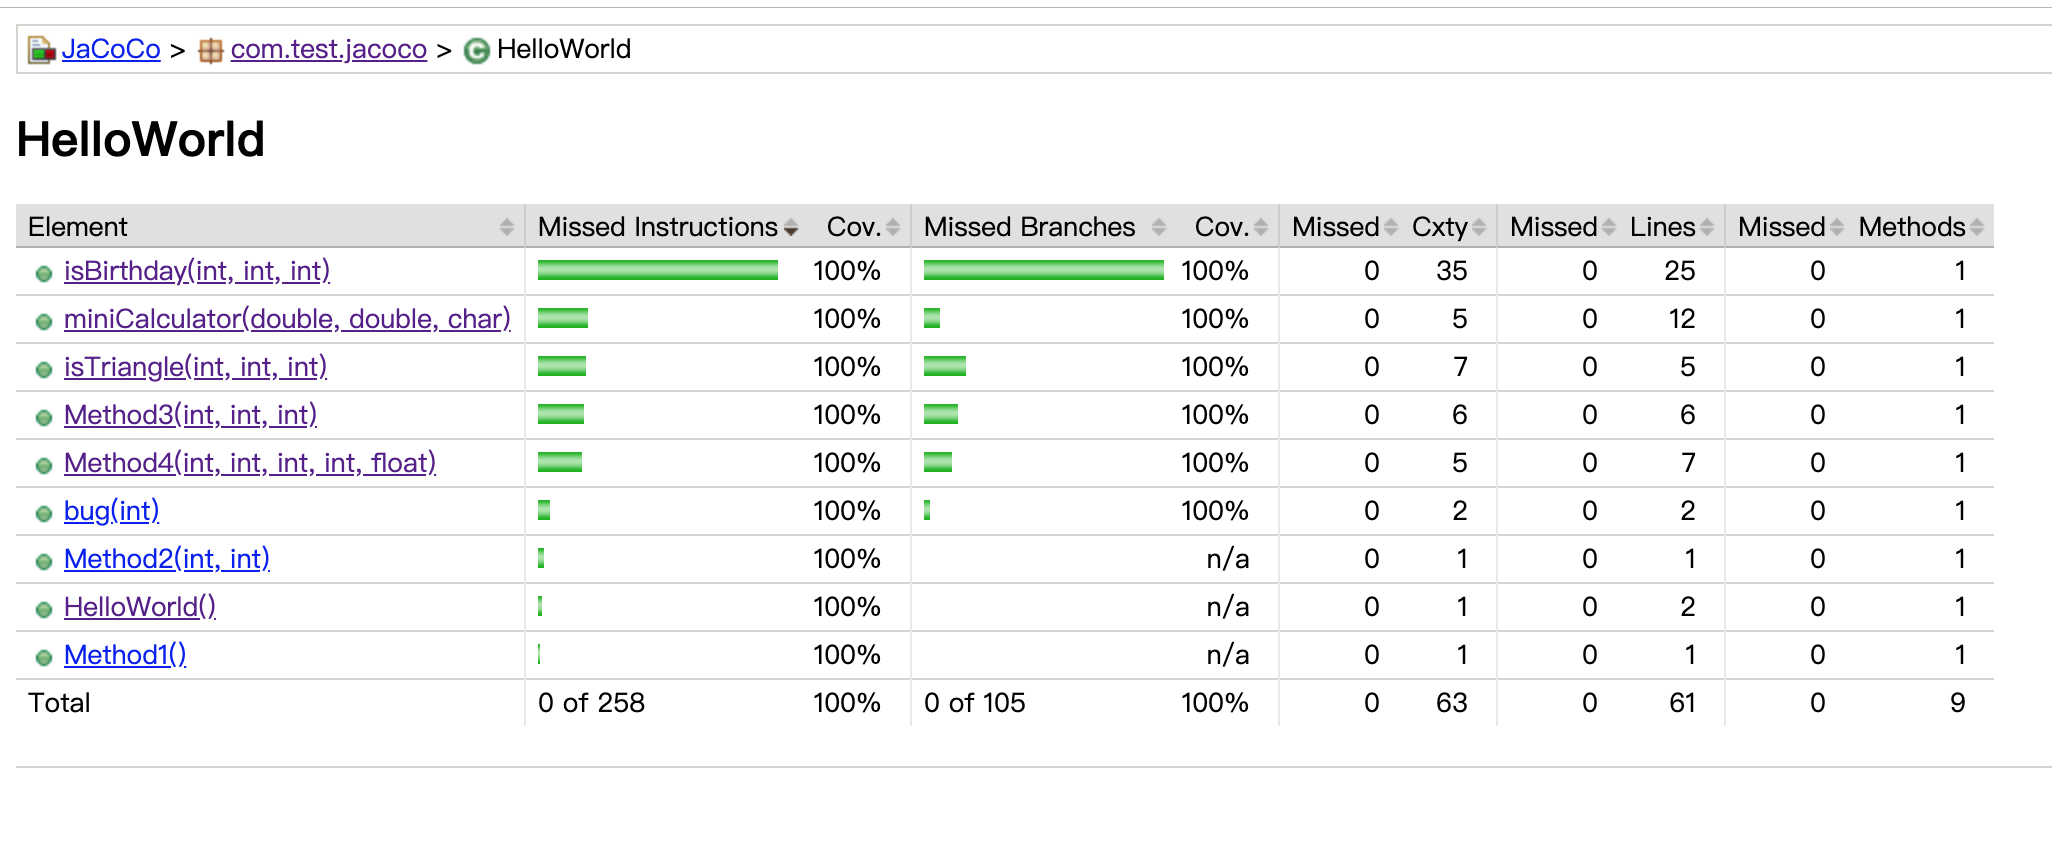 JaCoCo > com.test.jacoco > HelloWorld
HelloWorld
Element Missed Instructions Cov. Missed Branches Cov. Missed Cxty Missed Lines Missed Methods
isBirthday(int, int, int) 100% 100% 0 35 0 25 0 1
miniCalculator(double, double, char) 100% 100% 0 5 0 12 0 1
isTriangle(int, int, int) 100% 100% 0 7 0 5 0 1
Method3(int, int, int) 100% 100% 0 6 0 6 0 1
Method4(int, int, int, int, float) 100% 100% 0 5 0 7 0 1
bug(int) 100% 100% 0 2 0 2 0 1
Method2(int, int) 100% n/a 0 1 0 1 0 1
HelloWorld() 100% n/a 0 1 0 2 0 1
Method1() 100% n/a 0 1 0 1 0 1
Total 0 of 258 100% 0 of 105 100% 0 63 0 61 0 9